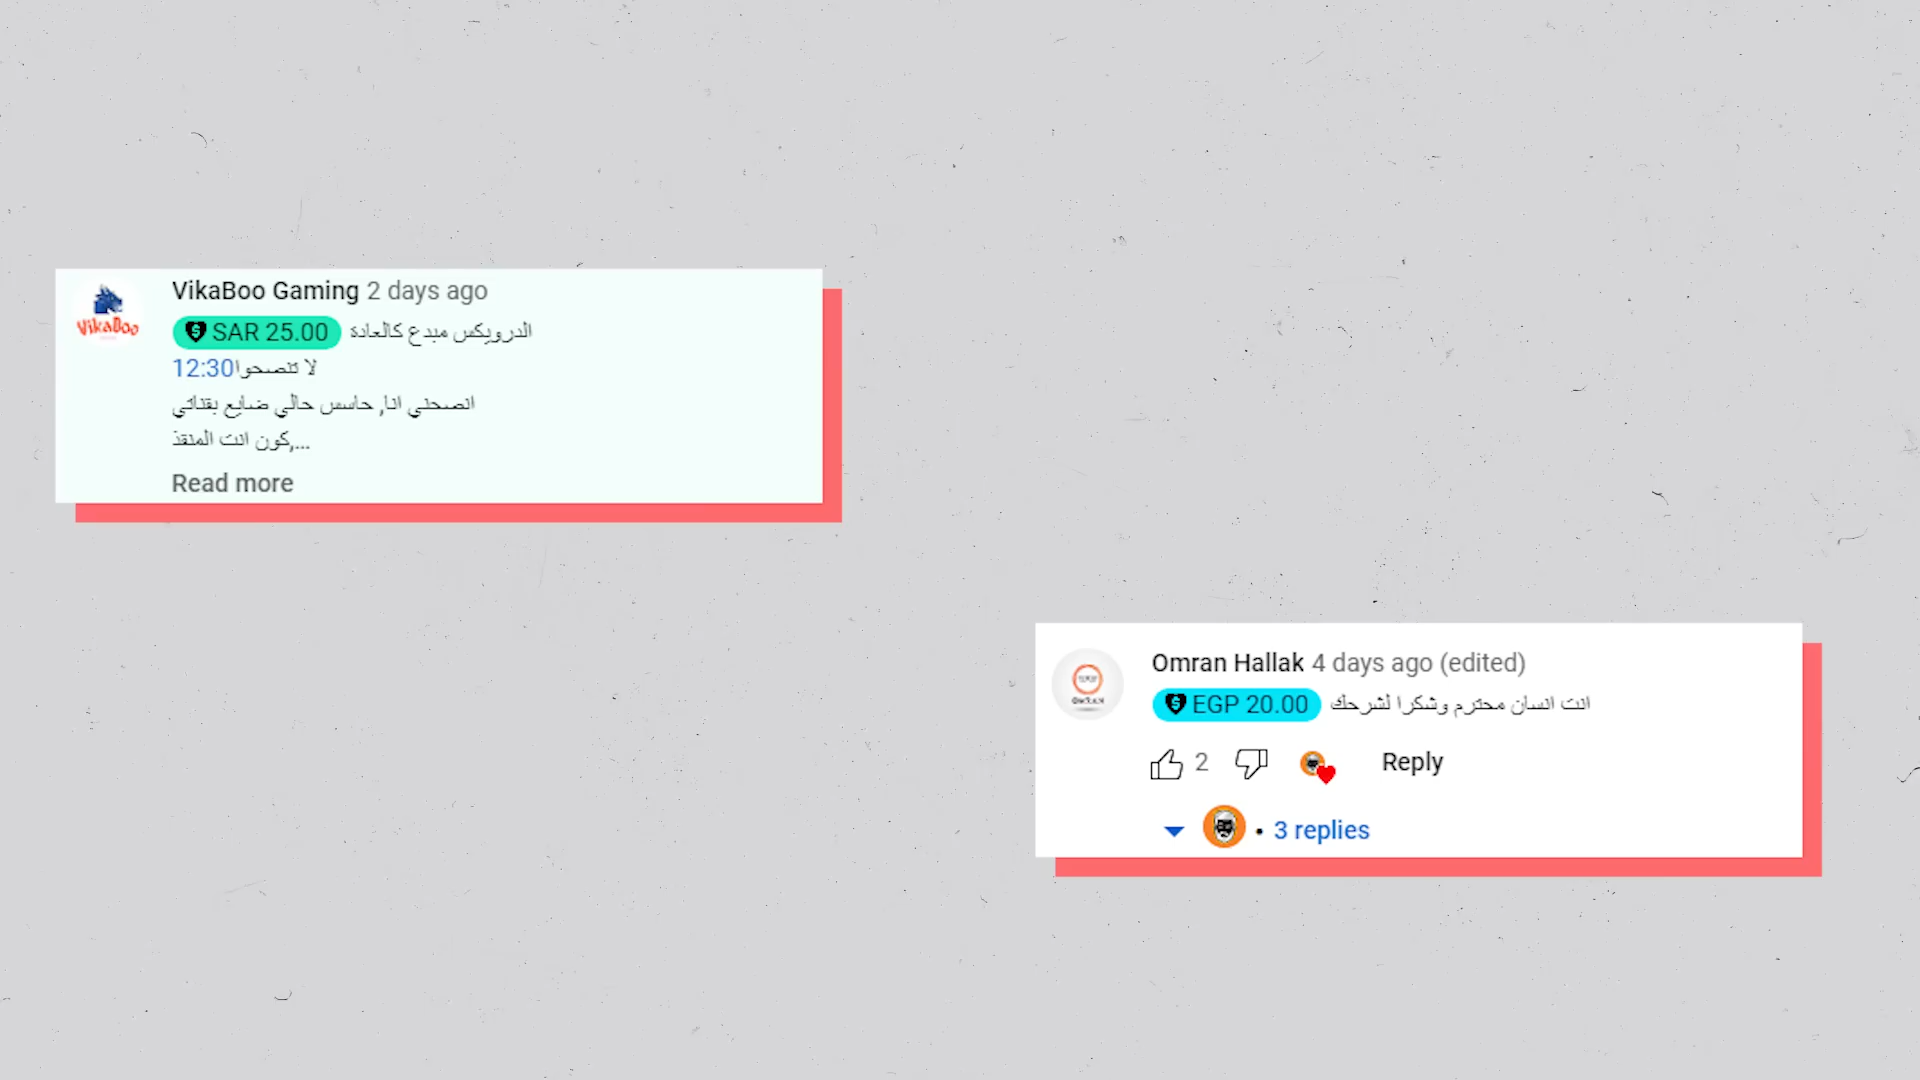 VikaBoo Gaming 2 days ago
VikaBoo
SAR 25.00 الدرويكس مبدع كالعادة
لا تنصحوا12:30
انصحني انا, حاسس حالي ضايع بقناتي
كون انت المنقذ,...
Read more
Omran Hallak 4 days ago (edited)
EGP 20.00 انت انسان محترم وشكرا لشرحك
2 Reply
• 3 replies